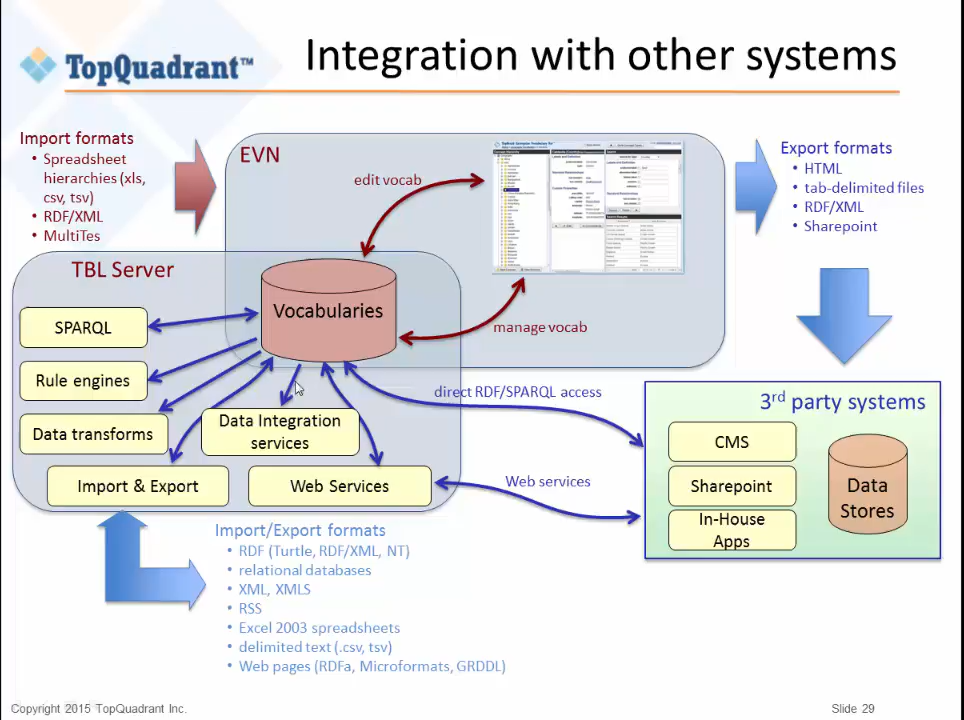 TopQuadrant™
Integration with other systems
Import formats
• Spreadsheet
hierarchies (xls,
csv, tsv)
• RDF/XML
• MultiTes
EVN
edit vocab
manage vocab
Export formats
• HTML
• tab-delimited files
• RDF/XML
• Sharepoint
TBL Server
Vocabularies
SPARQL
Rule engines
Data transforms
Data Integration
services
Import & Export
Web Services
direct RDF/SPARQL access
Web services
3rd party systems
CMS
Sharepoint
In-House
Apps
Data
Stores
Import/Export formats
• RDF (Turtle, RDF/XML, NT)
• relational databases
• XML, XMLS
• RSS
• Excel 2003 spreadsheets
• delimited text (.csv, tsv)
• Web pages (RDFa, Microformats, GRDDL)
Copyright 2015 TopQuadrant Inc.
Slide 29